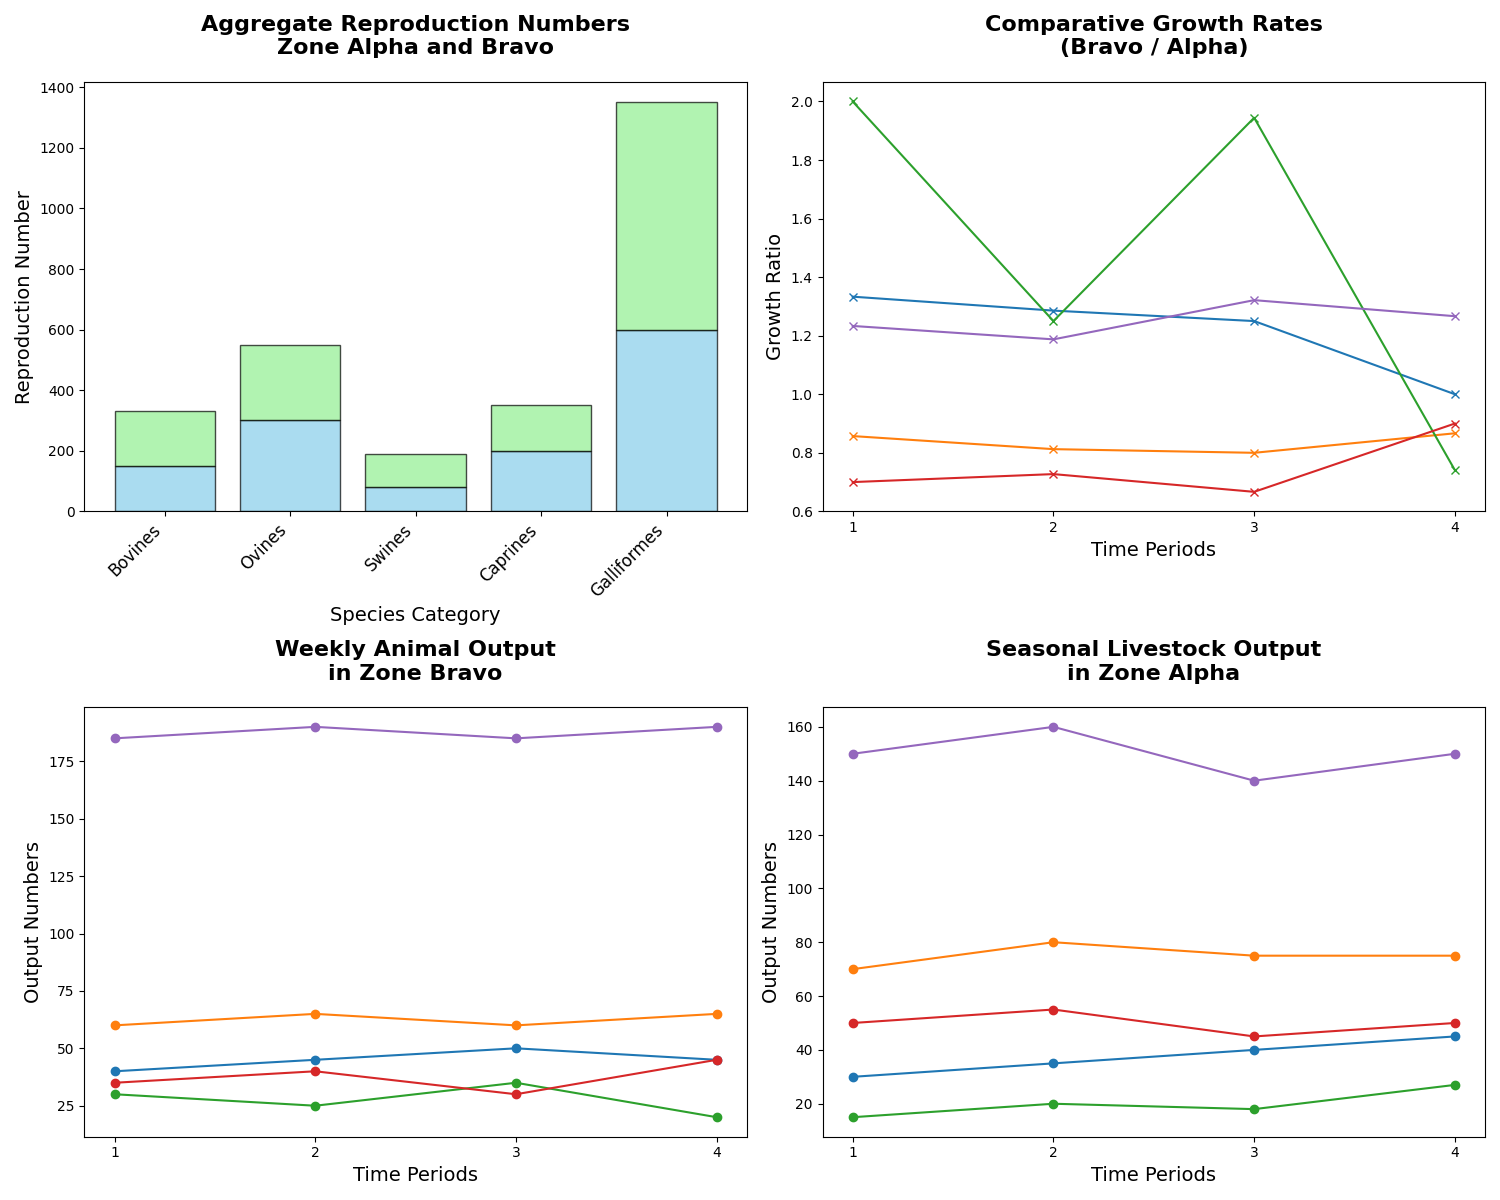 Aggregate Reproduction Numbers
Zone Alpha and Bravo
Reproduction Number
1400
1200
1000
800
600
400
200
0
Bovines
Ovines
Swines
Caprines
Galliformes
Species Category
Comparative Growth Rates
(Bravo / Alpha)
Growth Ratio
2.0
1.8
1.6
1.4
1.2
1.0
0.8
0.6
1
2
3
4
Time Periods
Weekly Animal Output
in Zone Bravo
Output Numbers
175
150
125
100
75
50
25
1
2
3
4
Time Periods
Seasonal Livestock Output
in Zone Alpha
Output Numbers
160
140
120
100
80
60
40
20
1
2
3
4
Time Periods